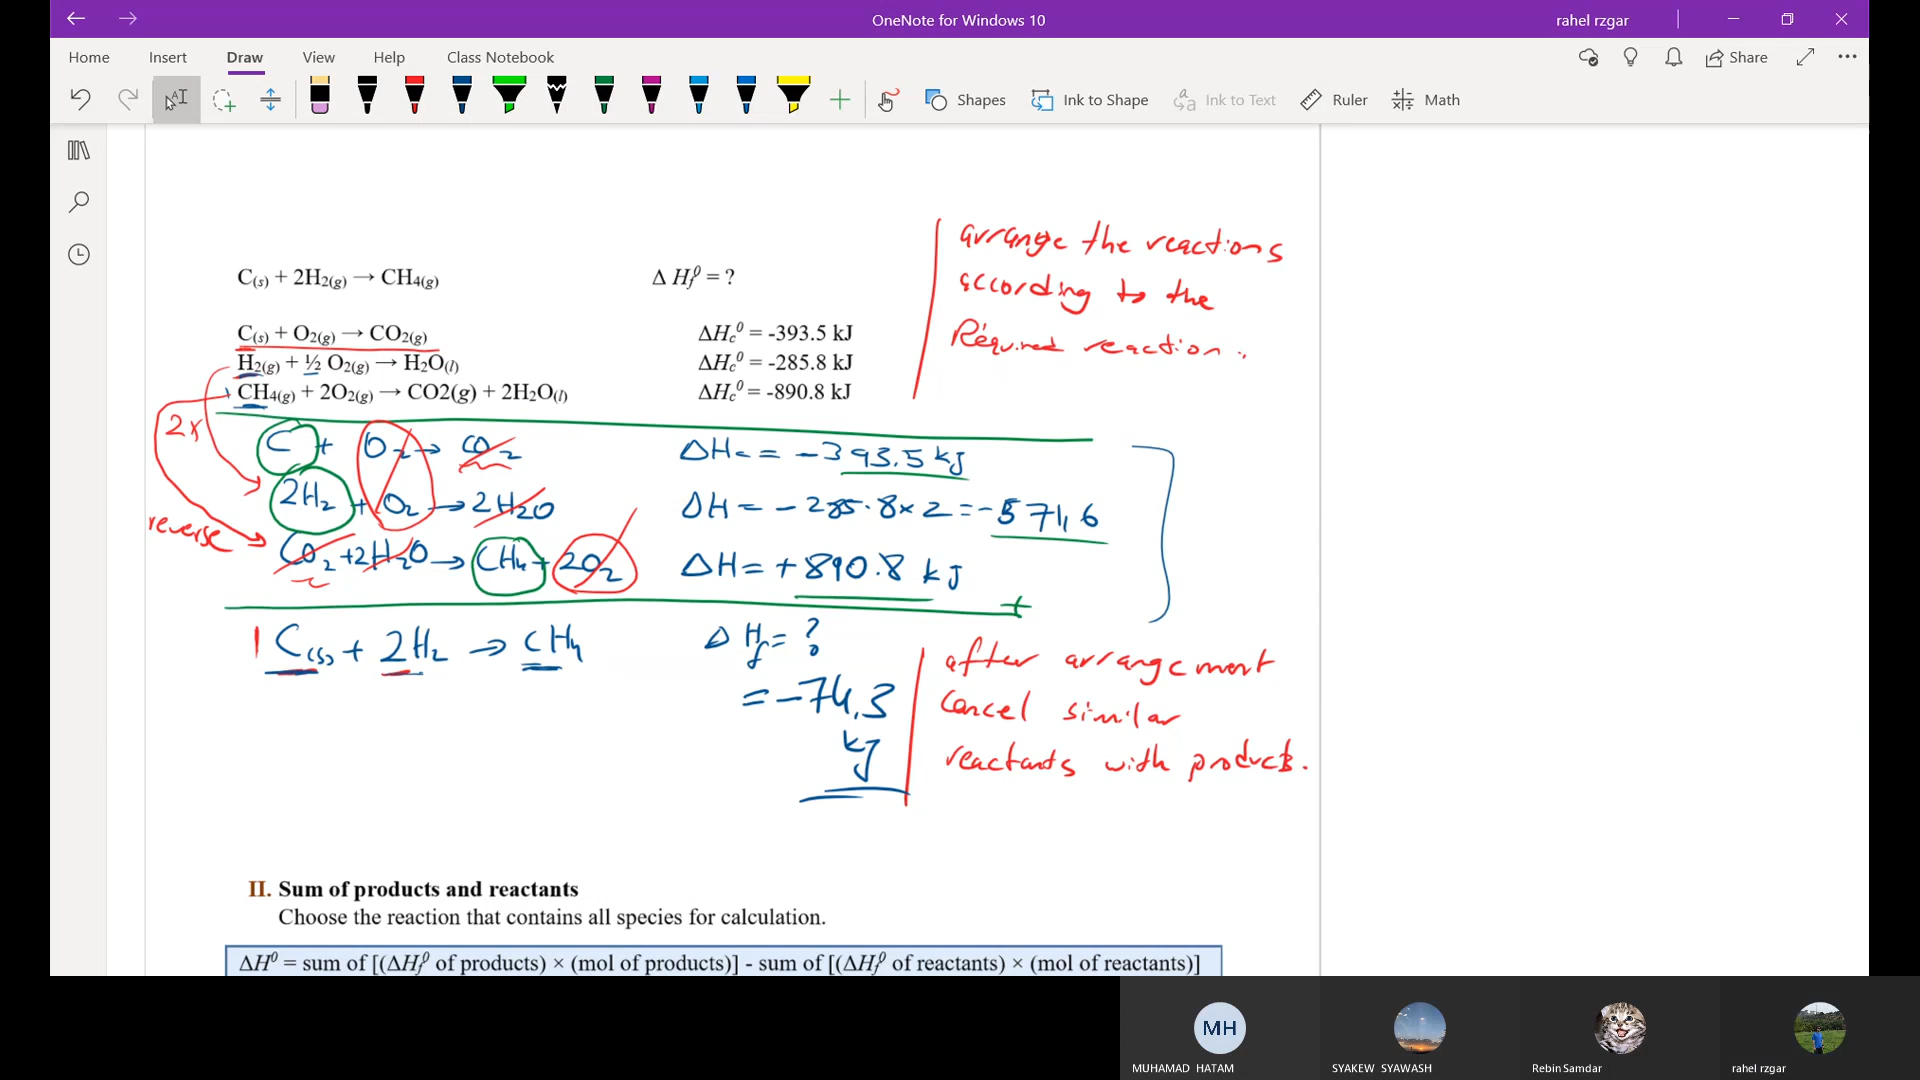 OneNote for Windows 10
rahel rzgar
Home Insert Draw View Help Class Notebook Share
Shapes Ink to Shape Ink to Text Ruler Math
arrange the reactions
according to the
Required reaction.
C(s) + 2H2(g) → CH4(g) Δ Hf⁰ = ?
C(s) + O2(g) → CO2(g) ΔHc⁰ = -393.5 kJ
H2(g) + ½ O2(g) → H2O(l) ΔHc⁰ = -285.8 kJ
CH4(g) + 2O2(g) → CO2(g) + 2H2O(l) ΔHc⁰ = -890.8 kJ
2x
C + O2 → CO2 ΔHc = -393.5 kJ
2H2 + O2 → 2H2O ΔH = -285.8 × 2 = -571,6
reverse
CO2 + 2H2O → CH4 + 2O2 ΔH = +890.8 kJ
+
1 C(s) + 2H2 → CH4 Δ Hf = ?
= -74,3
kJ
after arrangement
cancel similar
reactants with products.
II. Sum of products and reactants
Choose the reaction that contains all species for calculation.
ΔH⁰ = sum of [(ΔHf⁰ of products) × (mol of products)] - sum of [(ΔHf⁰ of reactants) × (mol of reactants)]
MH
MUHAMAD HATAM SYAKEW SYAWASH Rebin Samdar rahel rzgar